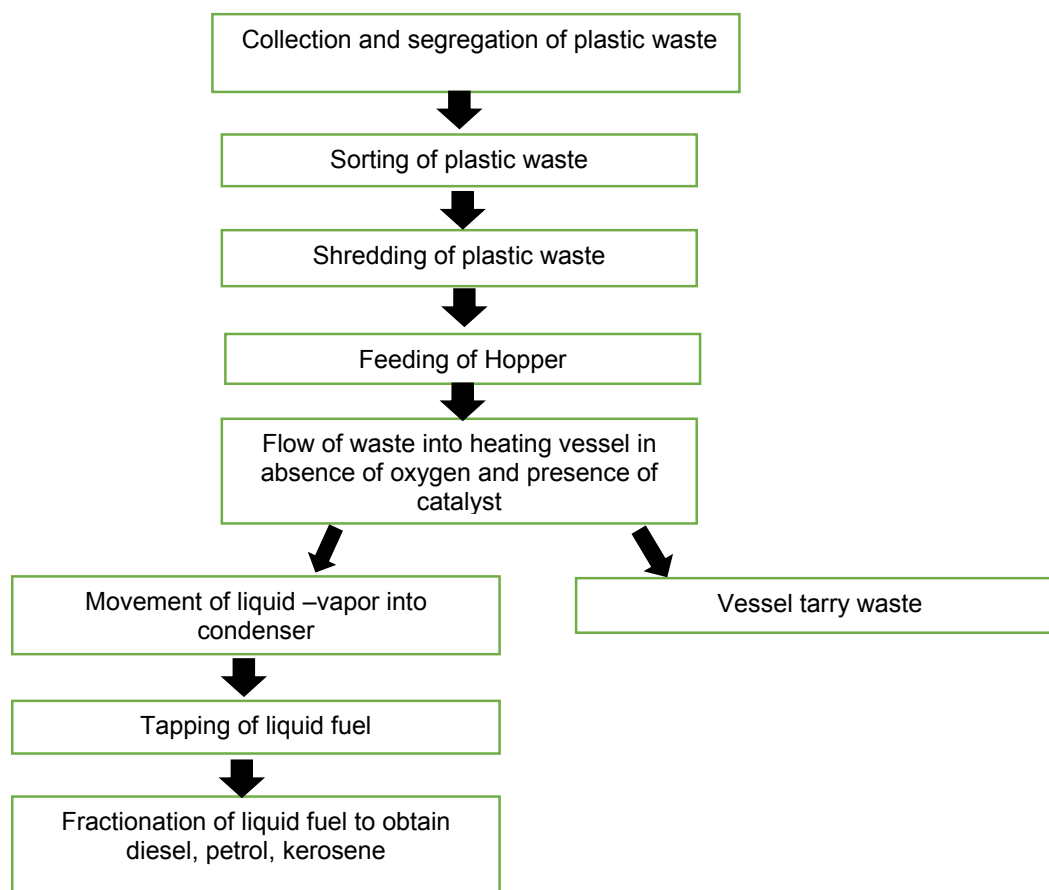 Collection and segregation of plastic waste
Sorting of plastic waste
Shredding of plastic waste
Feeding of Hopper
Flow of waste into heating vessel in
absence of oxygen and presence of
catalyst
Movement of liquid –vapor into
condenser
Vessel tarry waste
Tapping of liquid fuel
Fractionation of liquid fuel to obtain
diesel, petrol, kerosene